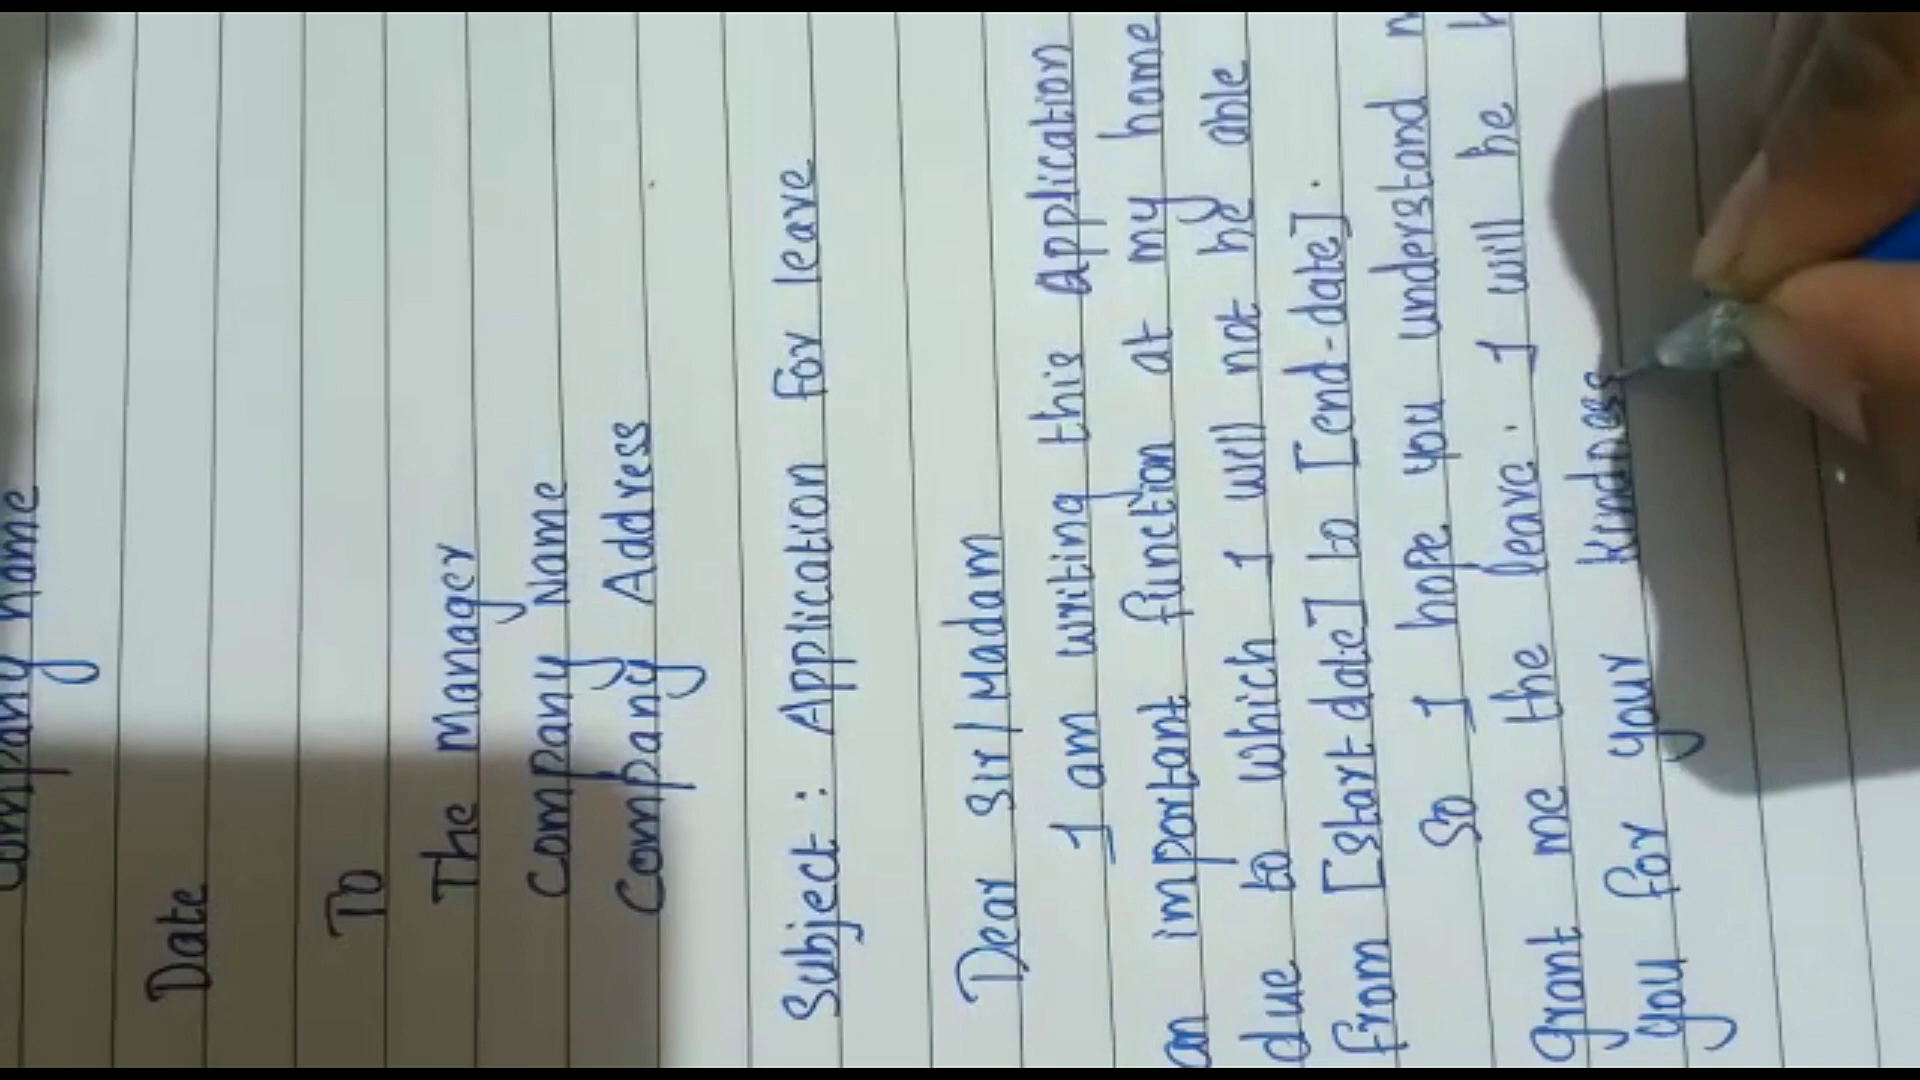 Company name
Date
To
The Manager
Company Name
Company Address
Subject: Application for leave
Dear Sir/Madam
I am writing this application
an important function at my home
due to which I will not be able
from [start date] to [end-date].
So I hope you understand
grant me the leave. I will be
you for your kindness